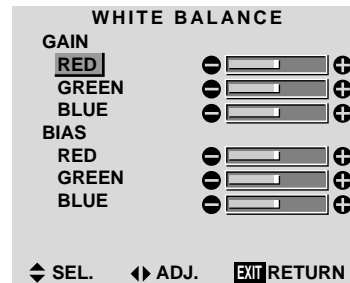 WHITE BALANCE
GAIN
RED
GREEN
BLUE
BIAS
RED
GREEN
BLUE
SEL. ADJ. EXIT RETURN